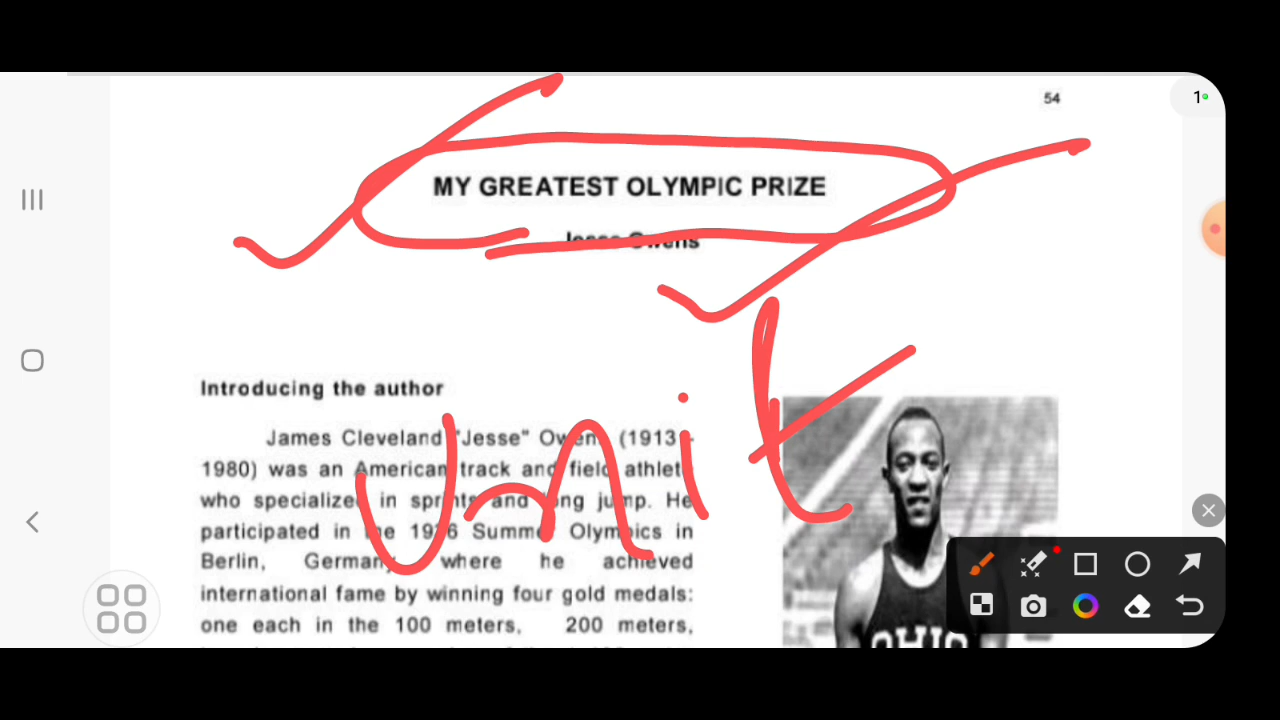 54
1
MY GREATEST OLYMPIC PRIZE
Jesse Owens
Introducing the author
James Cleveland "Jesse" Owens (1913 -
1980) was an American track and field athlete
who specialized in sprints and long jump. He
participated in the 1936 Summer Olympics in
Berlin, Germany, where he achieved
international fame by winning four gold medals:
one each in the 100 meters, 200 meters,
Unit
OHIO